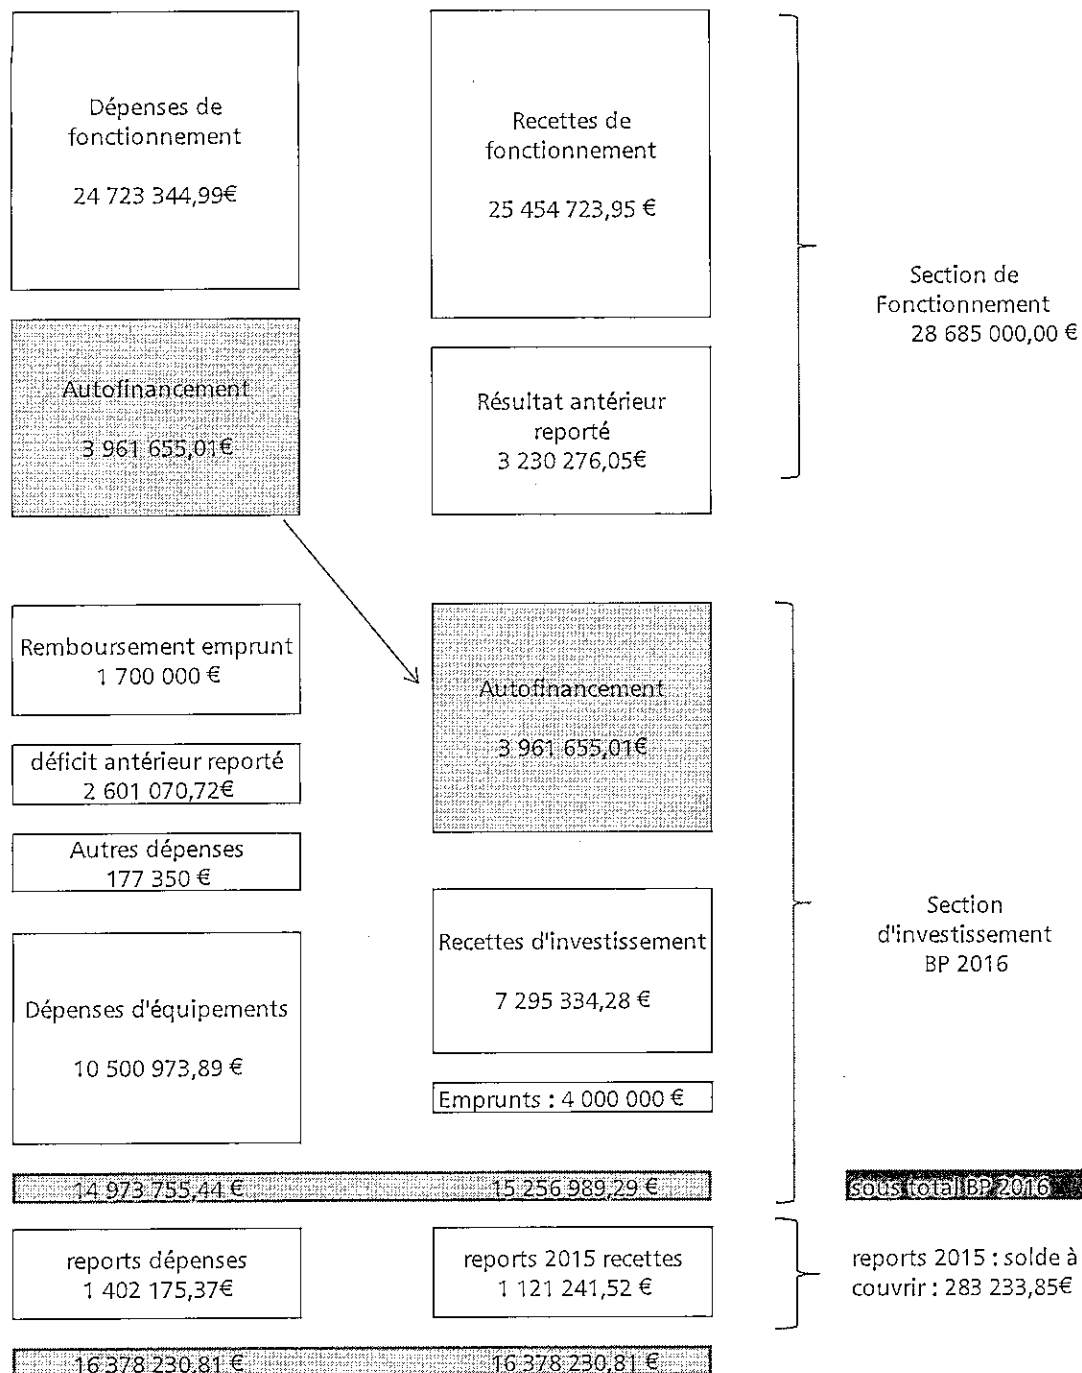 Dépenses de
fonctionnement
24 723 344,99€
Recettes de
fonctionnement
25 454 723,95 €
Section de
Fonctionnement
28 685 000,00 €
Autofinancement
3 961 655,01€
Résultat antérieur
reporté
3 230 276,05€
Remboursement emprunt
1 700 000 €
déficit antérieur reporté
2 601 070,72€
Autres dépenses
177 350 €
Dépenses d'équipements
10 500 973,89 €
Autofinancement
3 961 655,01€
Recettes d'investissement
7 295 334,28 €
Emprunts : 4 000 000 €
Section
d'investissement
BP 2016
14 973 755,44 € 15 256 989,29 €
sous total BP 2016
reports dépenses
1 402 175,37€
reports 2015 recettes
1 121 241,52 €
reports 2015 : solde à
couvrir : 283 233,85€
16 378 230,81 € 16 378 230,81 €